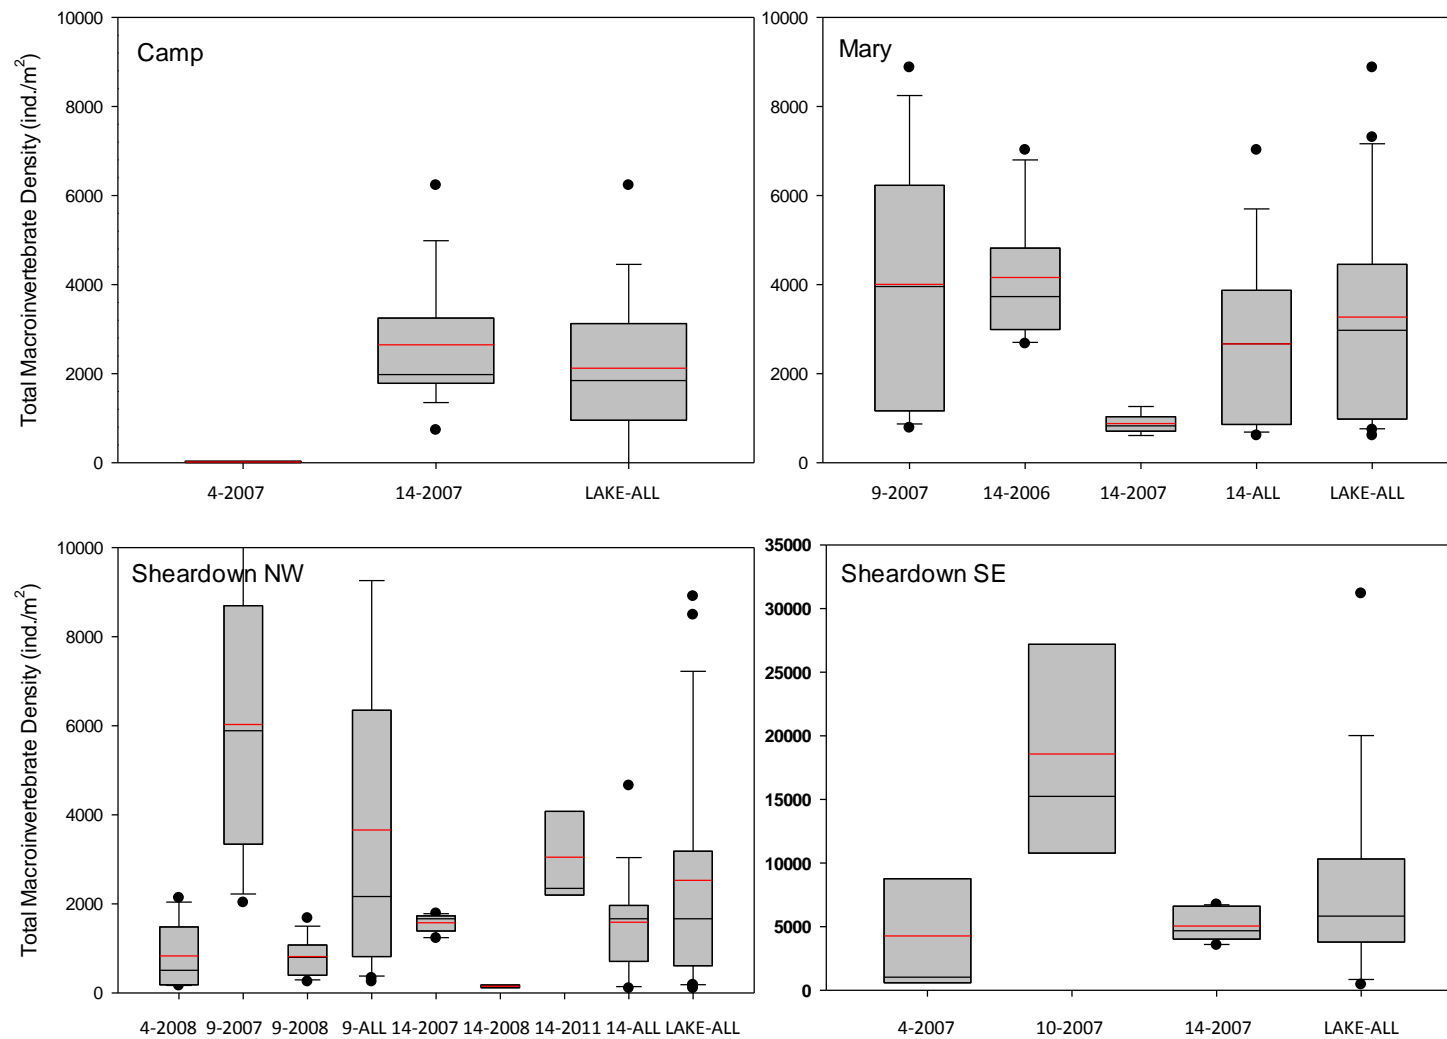 Camp
Total Macroinvertebrate Density (ind./m²)
10000
8000
6000
4000
2000
0
4-2007 14-2007 LAKE-ALL
Mary
10000
8000
6000
4000
2000
0
9-2007 14-2006 14-2007 14-ALL LAKE-ALL
Sheardown NW
Total Macroinvertebrate Density (ind./m²)
10000
8000
6000
4000
2000
0
4-2008 9-2007 9-2008 9-ALL 14-2007 14-2008 14-2011 14-ALL LAKE-ALL
Sheardown SE
35000
30000
25000
20000
15000
10000
5000
0
4-2007 10-2007 14-2007 LAKE-ALL